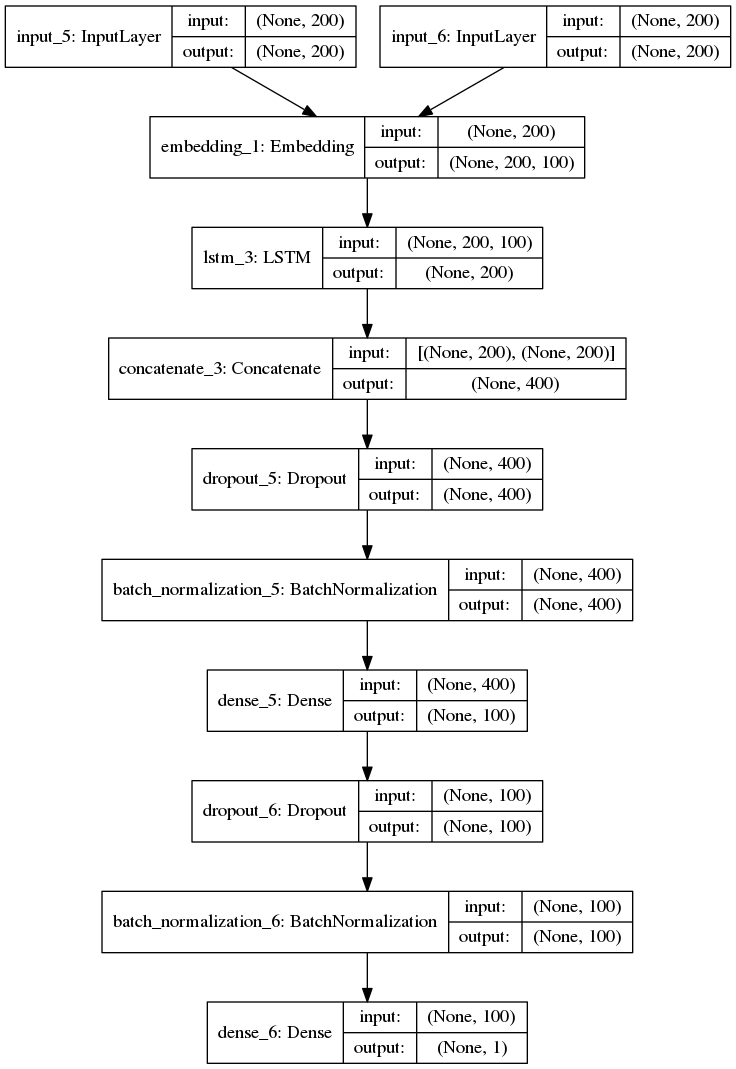 input_5: InputLayer
input: (None, 200)
output: (None, 200)
input_6: InputLayer
input: (None, 200)
output: (None, 200)
embedding_1: Embedding
input: (None, 200)
output: (None, 200, 100)
lstm_3: LSTM
input: (None, 200, 100)
output: (None, 200)
concatenate_3: Concatenate
input: [(None, 200), (None, 200)]
output: (None, 400)
dropout_5: Dropout
input: (None, 400)
output: (None, 400)
batch_normalization_5: BatchNormalization
input: (None, 400)
output: (None, 400)
dense_5: Dense
input: (None, 400)
output: (None, 100)
dropout_6: Dropout
input: (None, 100)
output: (None, 100)
batch_normalization_6: BatchNormalization
input: (None, 100)
output: (None, 100)
dense_6: Dense
input: (None, 100)
output: (None, 1)